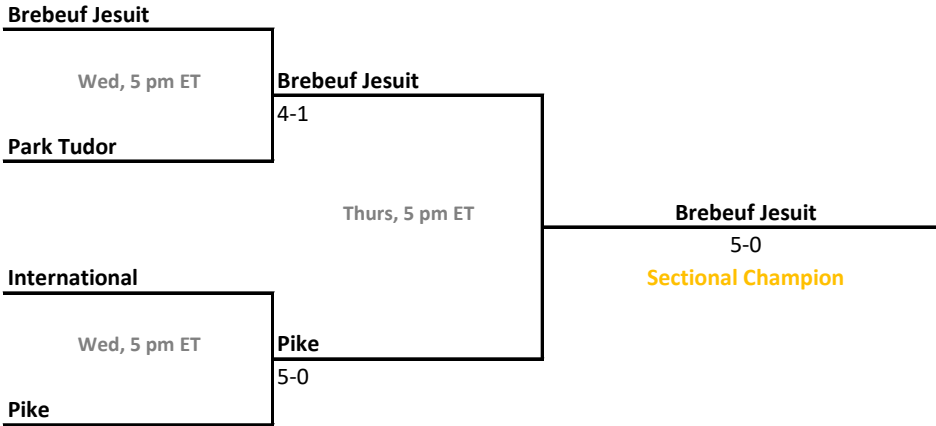 Brebeuf Jesuit
Wed, 5 pm ET
Brebeuf Jesuit
4-1
Park Tudor
Thurs, 5 pm ET
Brebeuf Jesuit
5-0
Sectional Champion
International
Wed, 5 pm ET
Pike
5-0
Pike